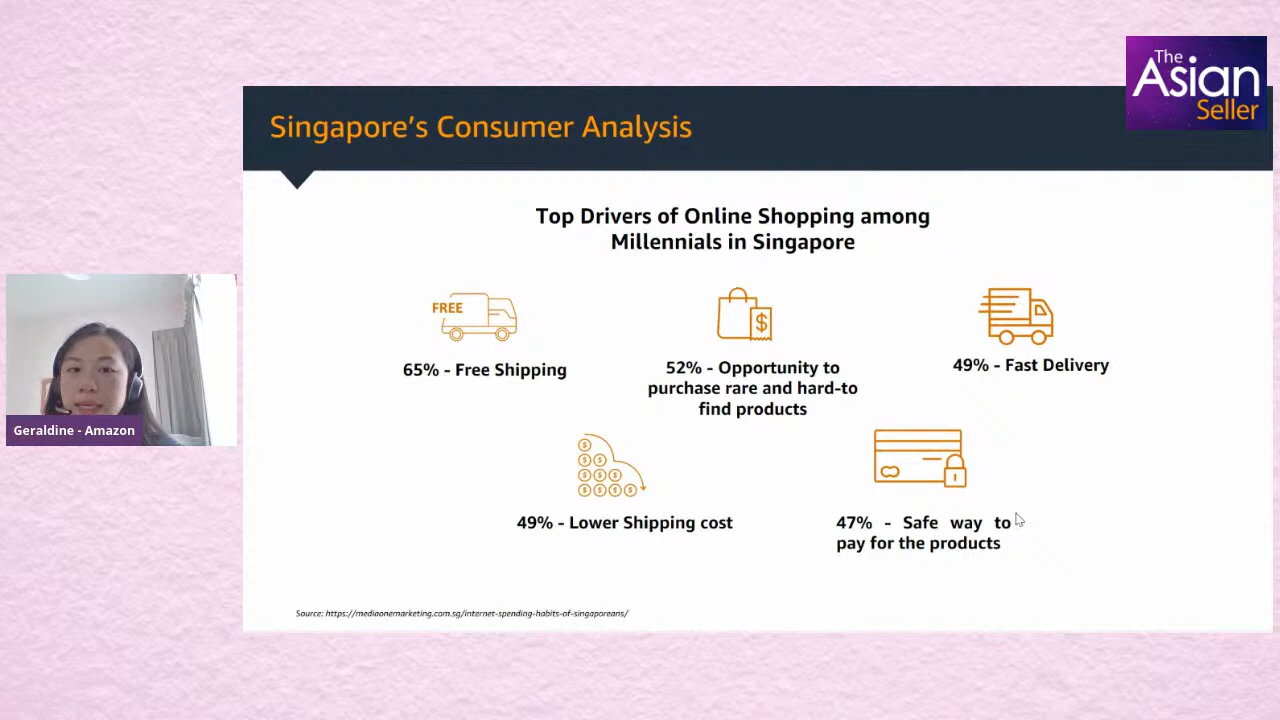 The
Asian
Seller
Singapore's Consumer Analysis
Top Drivers of Online Shopping among
Millennials in Singapore
FREE
65% - Free Shipping
$
52% - Opportunity to
purchase rare and hard-to
find products
49% - Fast Delivery
Geraldine - Amazon
$
$ $
$ $ $
$ $ $ $
49% - Lower Shipping cost
47% - Safe way to
pay for the products
Source: https://mediaonemarketing.com.sg/internet-spending-habits-of-singaporeans/